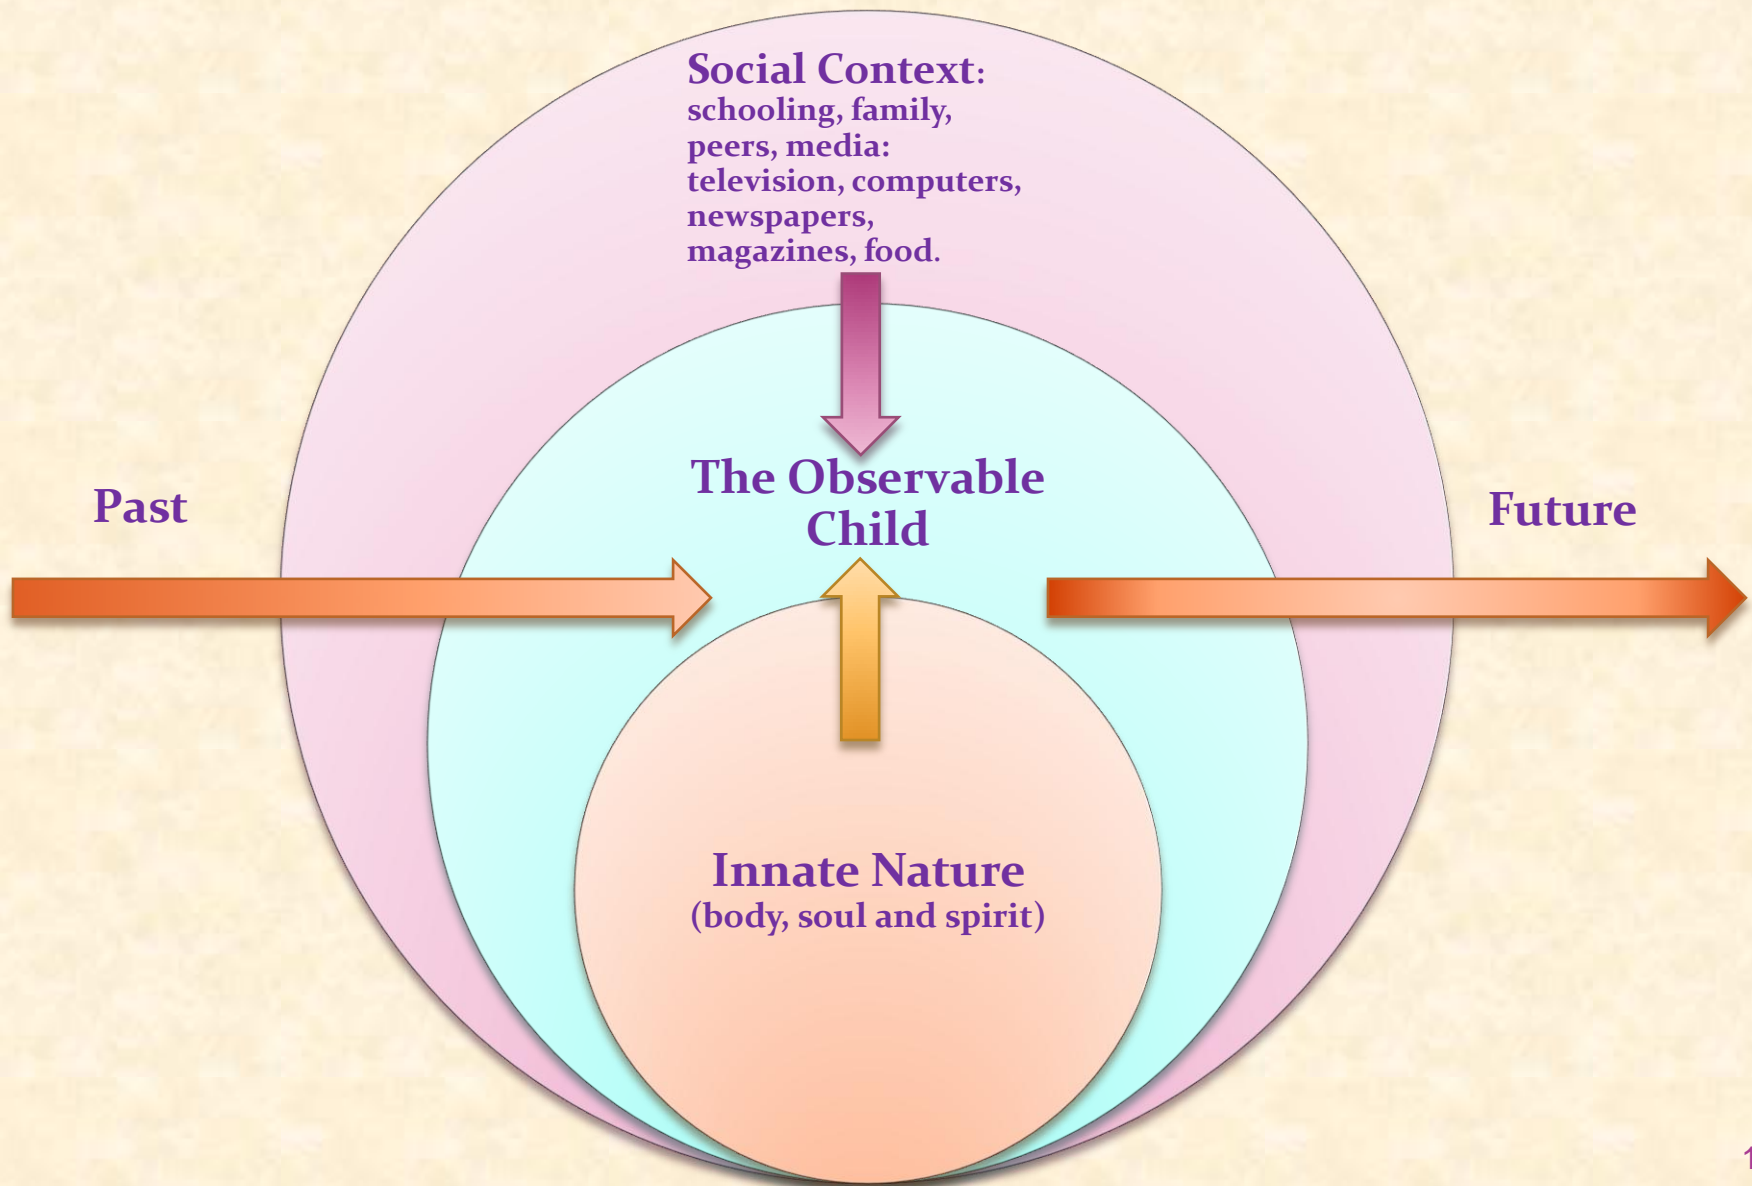 Social Context:
schooling, family,
peers, media:
television, computers,
newspapers,
magazines, food.
The Observable
Child
Past
Future
Innate Nature
(body, soul and spirit)
1